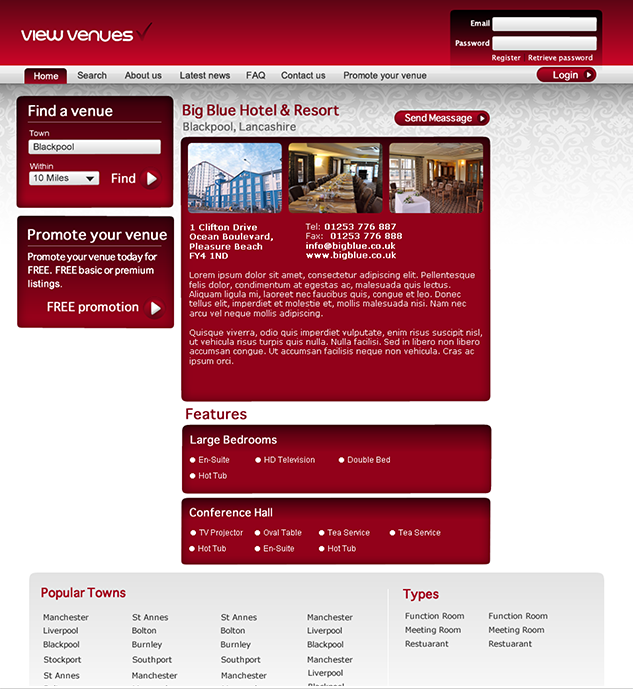 VIEW VENUES
Email
Password
Register Retrieve password
Home Search About us Latest news FAQ Contact us Promote your venue
Login
Find a venue
Town
Blackpool
Within
10 Miles
Find
Promote your venue
Promote your venue today for
FREE. FREE basic or premium
listings.
FREE promotion
Big Blue Hotel & Resort
Blackpool, Lancashire
Send Meassage
1 Clifton Drive
Ocean Boulevard,
Pleasure Beach
FY4 1ND
Tel: 01253 776 887
Fax: 01253 776 888
info@bigblue.co.uk
www.bigblue.co.uk
Lorem ipsum dolor sit amet, consectetur adipiscing elit. Pellentesque
felis dolor, condimentum at egestas ac, malesuada quis lectus.
Aliquam ligula mi, laoreet nec faucibus quis, congue et leo. Donec
tellus elit, imperdiet et molestie et, mollis malesuada nisi. Nam nec
arcu vel neque mollis adipiscing.
Quisque viverra, odio quis imperdiet vulputate, enim risus suscipit nisl,
ut vehicula risus turpis quis nulla. Nulla facilisi. Sed in libero non libero
accumsan congue. Ut accumsan facilisis neque non vehicula. Cras ac
ipsum orci.
Features
Large Bedrooms
En-Suite HD Television Double Bed
Hot Tub
Conference Hall
TV Projector Oval Table Tea Service Tea Service
Hot Tub En-Suite Hot Tub
Popular Towns
Manchester St Annes St Annes Manchester
Liverpool Bolton Bolton Liverpool
Blackpool Burnley Burnley Blackpool
Stockport Southport Southport Manchester
St Annes Manchester Manchester Liverpool
Types
Function Room Function Room
Meeting Room Meeting Room
Restuarant Restuarant